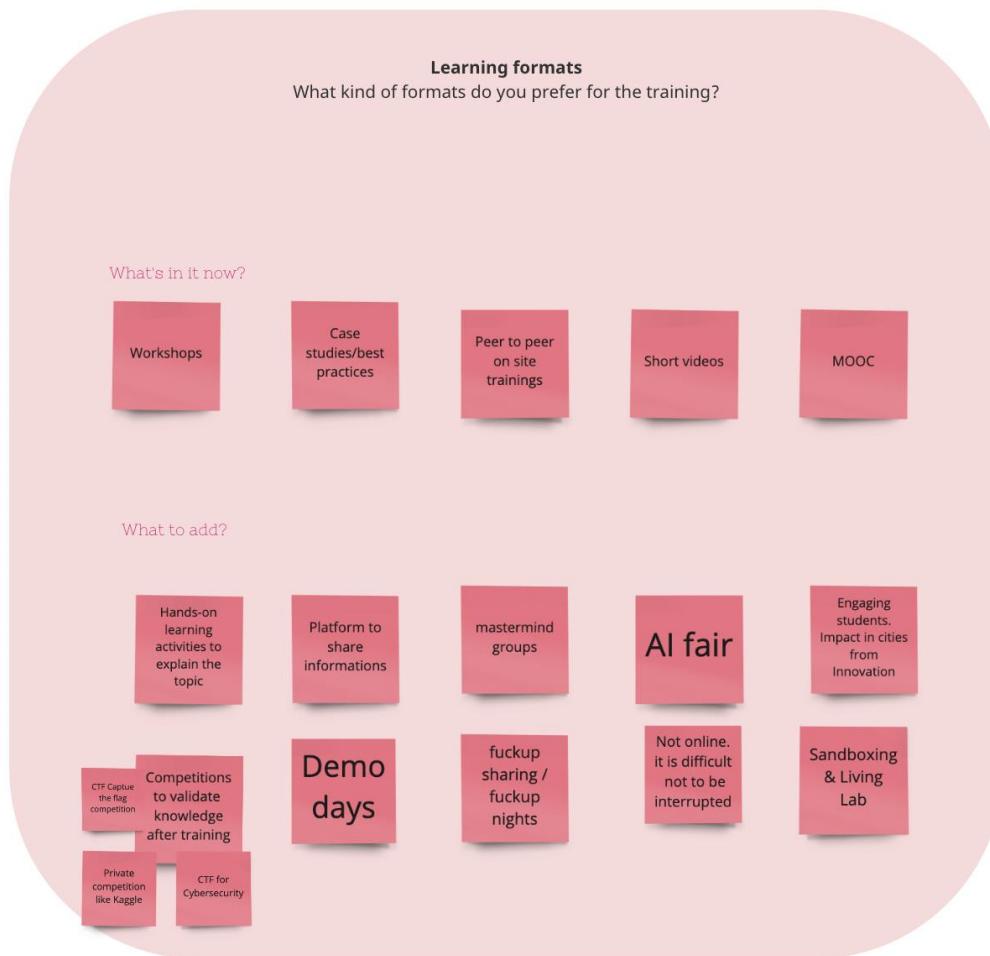 Learning formats
What kind of formats do you prefer for the training?
What's in it now?
Workshops
Case
studies/best
practices
Peer to peer
on site
trainings
Short videos
MOOC
What to add?
Hands-on
learning
activities to
explain the
topic
Platform to
share
informations
mastermind
groups
AI fair
Engaging
students.
Impact in cities
from
Innovation
CTF Captue
the flag
competition
Competitions
to validate
knowledge
after training
Private
competition
like Kaggle
CTF for
Cybersecurity
Demo
days
fuckup
sharing /
fuckup
nights
Not online.
it is difficult
not to be
interrupted
Sandboxing
& Living
Lab